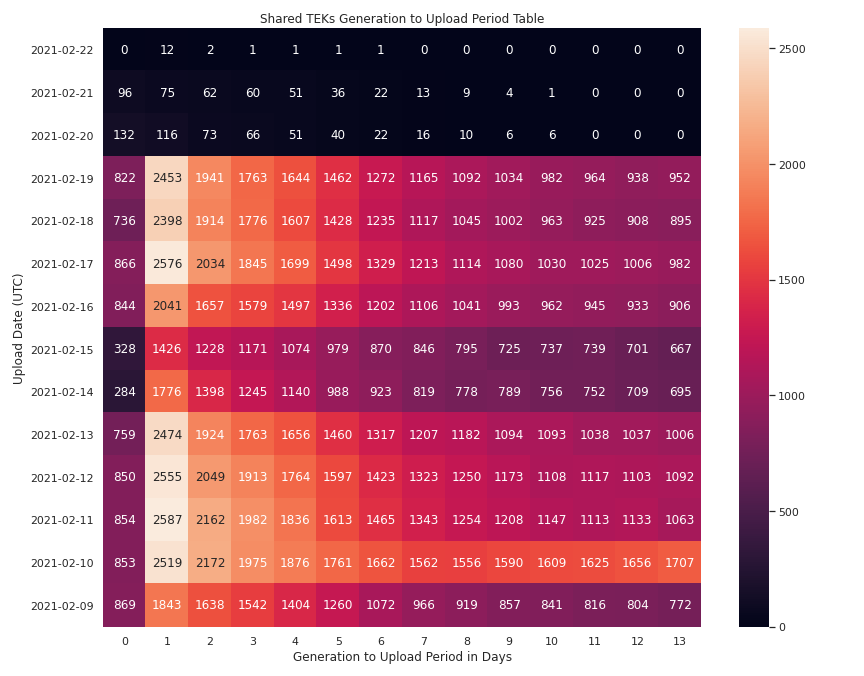 Shared TEKs Generation to Upload Period Table
Upload Date (UTC)
2021-02-22 0 12 2 1 1 1 1 0 0 0 0 0 0 0
2021-02-21 96 75 62 60 51 36 22 13 9 4 1 0 0 0
2021-02-20 132 116 73 66 51 40 22 16 10 6 6 0 0 0
2021-02-19 822 2453 1941 1763 1644 1462 1272 1165 1092 1034 982 964 938 952
2021-02-18 736 2398 1914 1776 1607 1428 1235 1117 1045 1002 963 925 908 895
2021-02-17 866 2576 2034 1845 1699 1498 1329 1213 1114 1080 1030 1025 1006 982
2021-02-16 844 2041 1657 1579 1497 1336 1202 1106 1041 993 962 945 933 906
2021-02-15 328 1426 1228 1171 1074 979 870 846 795 725 737 739 701 667
2021-02-14 284 1776 1398 1245 1140 988 923 819 778 789 756 752 709 695
2021-02-13 759 2474 1924 1763 1656 1460 1317 1207 1182 1094 1093 1038 1037 1006
2021-02-12 850 2555 2049 1913 1764 1597 1423 1323 1250 1173 1108 1117 1103 1092
2021-02-11 854 2587 2162 1982 1836 1613 1465 1343 1254 1208 1147 1113 1133 1063
2021-02-10 853 2519 2172 1975 1876 1761 1662 1562 1556 1590 1609 1625 1656 1707
2021-02-09 869 1843 1638 1542 1404 1260 1072 966 919 857 841 816 804 772
0 1 2 3 4 5 6 7 8 9 10 11 12 13
Generation to Upload Period in Days
2500
2000
1500
1000
500
0